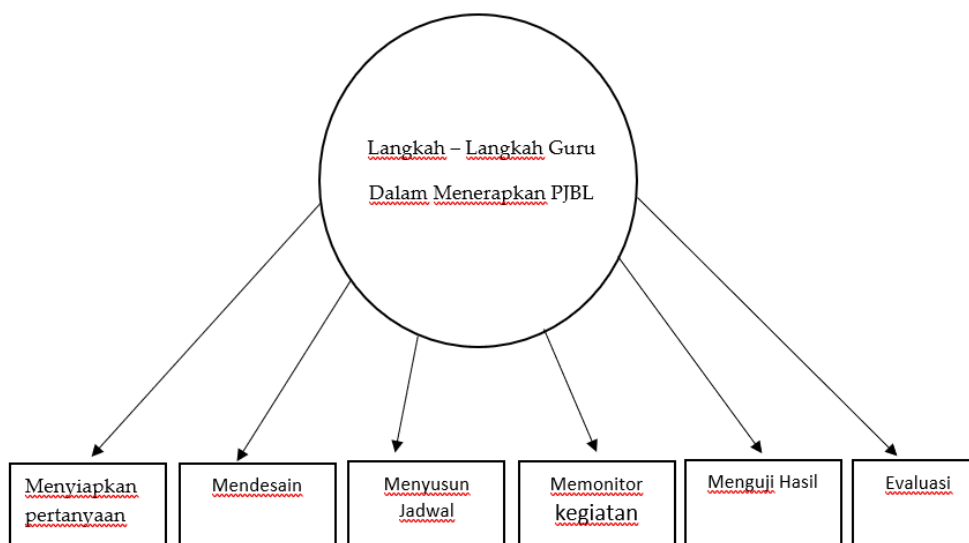 Langkah – Langkah Guru
Dalam Menerapkan PJBL
Menyiapkan
pertanyaan
Mendesain
Menyusun
Jadwal
Memonitor
kegiatan
Menguji Hasil
Evaluasi